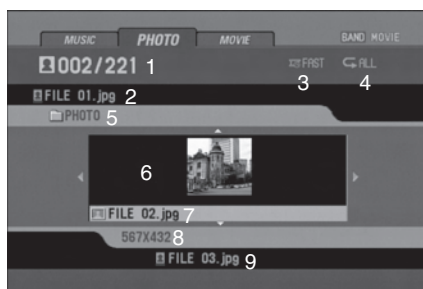 MUSIC PHOTO MOVIE BAND MOVIE
002/221 1 FAST ALL
3 4
FILE 01.jpg 2
PHOTO 5
6
FILE 02.jpg 7
567X432 8
FILE 03.jpg 9